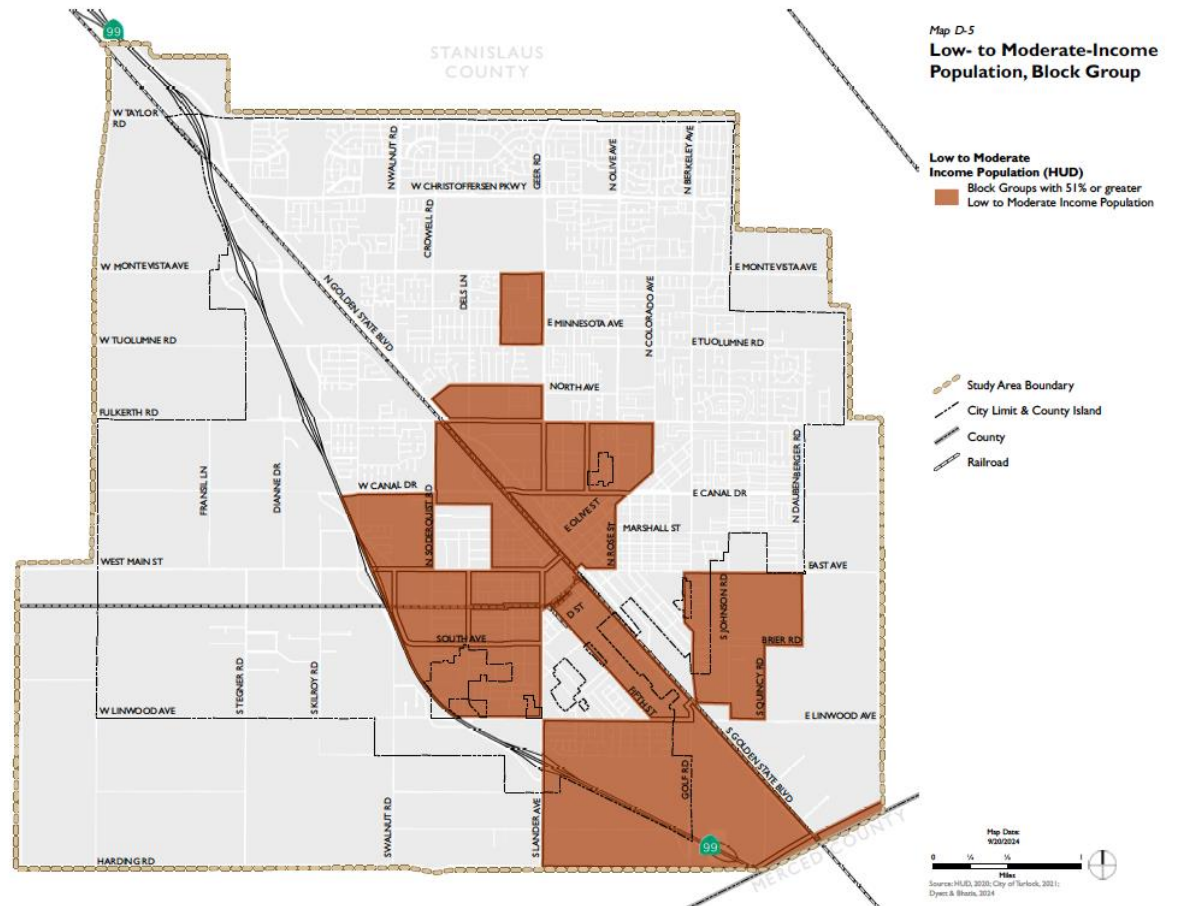 99
STANISLAUS
COUNTY
Map D-5
Low- to Moderate-Income
Population, Block Group
Low to Moderate
Income Population (HUD)
Block Groups with 51% or greater
Low to Moderate Income Population
W TAYLOR
RD
N WALNUT RD
GEER RD
N OLIVE AVE
N BERKELEY AVE
W CHRISTOFFERSEN PKWY
CROWELL RD
W MONTEVISTA AVE
E MONTEVISTA AVE
DELS LN
N GOLDEN STATE BLVD
N COLORADO AVE
E MINNESOTA AVE
W TUOLUMNE RD
E TUOLUMNE RD
NORTH AVE
FULKERTH RD
Study Area Boundary
City Limit & County Island
County
Railroad
FRANSIL LN
DIANNE DR
W CANAL DR
N SODERQUIST RD
E OLIVE ST
N ROSE ST
E CANAL DR
MARSHALL ST
N DAUBENBERGER RD
WEST MAIN ST
EAST AVE
D ST
S JOHNSON RD
SOUTH AVE
BRIER RD
S TEGNER RD
S KILROY RD
FIFTH ST
S QUINCY RD
W LINWOOD AVE
E LINWOOD AVE
S GOLDEN STATE BLVD
GOLF RD
S WALNUT RD
S LANDER AVE
99
HARDING RD
MERCED COUNTY
Map Date:
9/20/2024
0 ¼ ½ 1
Miles
Source: HUD, 2020; City of Turlock, 2021;
Dyett & Bhatia, 2024